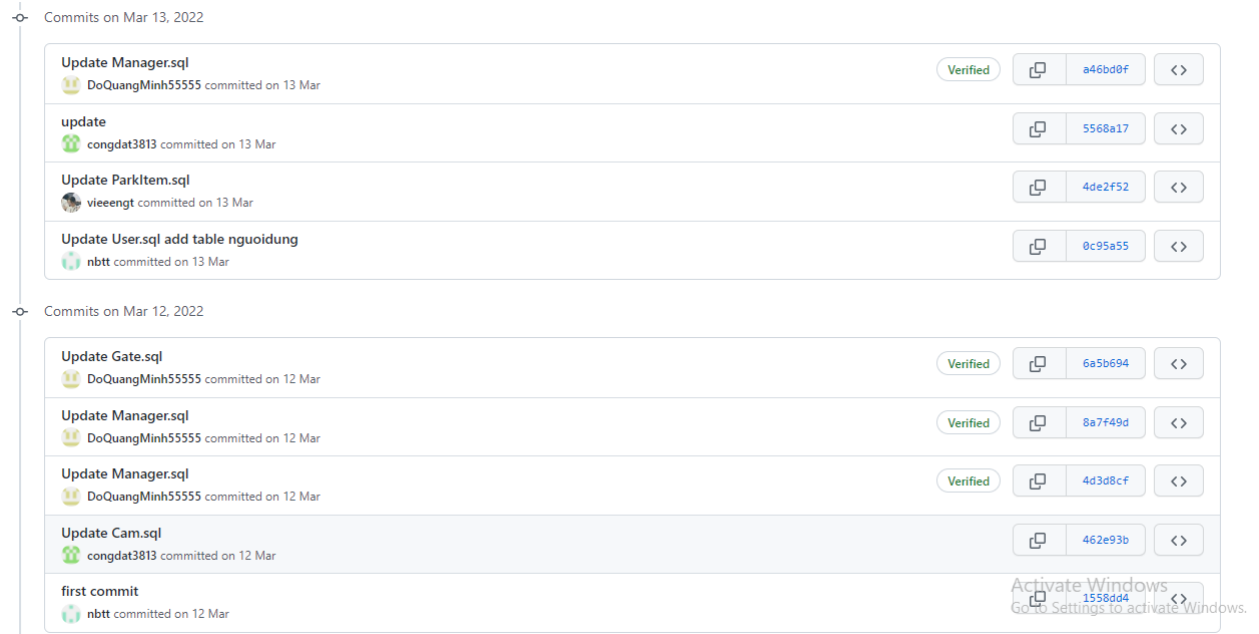 Commits on Mar 13, 2022
Update Manager.sql
Verified
a46bd0f
DoQuangMinh55555 committed on 13 Mar
update
5568a17
congdat3813 committed on 13 Mar
Update ParkItem.sql
4de2f52
vieeengt committed on 13 Mar
Update User.sql add table nguoidung
0c95a55
nbtt committed on 13 Mar
Commits on Mar 12, 2022
Update Gate.sql
Verified
6a5b694
DoQuangMinh55555 committed on 12 Mar
Update Manager.sql
Verified
8a7f49d
DoQuangMinh55555 committed on 12 Mar
Update Manager.sql
Verified
4d3d8cf
DoQuangMinh55555 committed on 12 Mar
Update Cam.sql
462e93b
congdat3813 committed on 12 Mar
first commit
1558dd4
nbtt committed on 12 Mar
Activate Windows
Go to Settings to activate Windows.